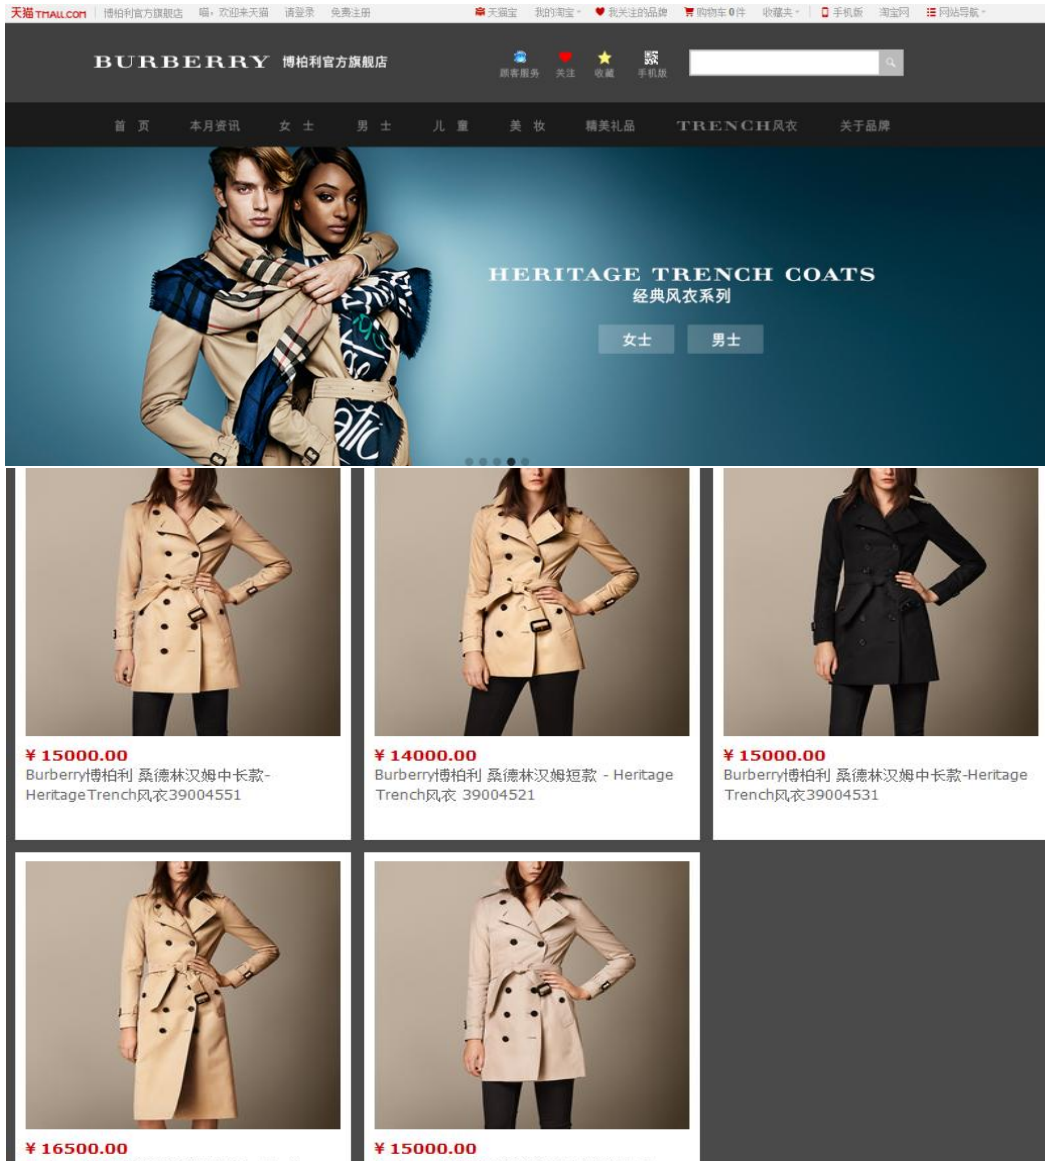 天猫 TMALL.COM 博柏利官方旗舰店 喵,欢迎来天猫 请登录 免费注册 天猫宝 我的淘宝 我关注的品牌 购物车0件 收藏夹 手机版 淘宝网 网站导航
BURBERRY 博柏利官方旗舰店
顾客服务 关注 收藏 手机版
首 页 本月资讯 女 士 男 士 儿 童 美 妆 精美礼品 TRENCH风衣 关于品牌
HERITAGE TRENCH COATS
经典风衣系列
女士 男士
¥ 15000.00
Burberry博柏利 桑德林汉姆中长款-
HeritageTrench风衣39004551
¥ 14000.00
Burberry博柏利 桑德林汉姆短款 - Heritage
Trench风衣 39004521
¥ 15000.00
Burberry博柏利 桑德林汉姆中长款-Heritage
Trench风衣39004531
¥ 16500.00
¥ 15000.00